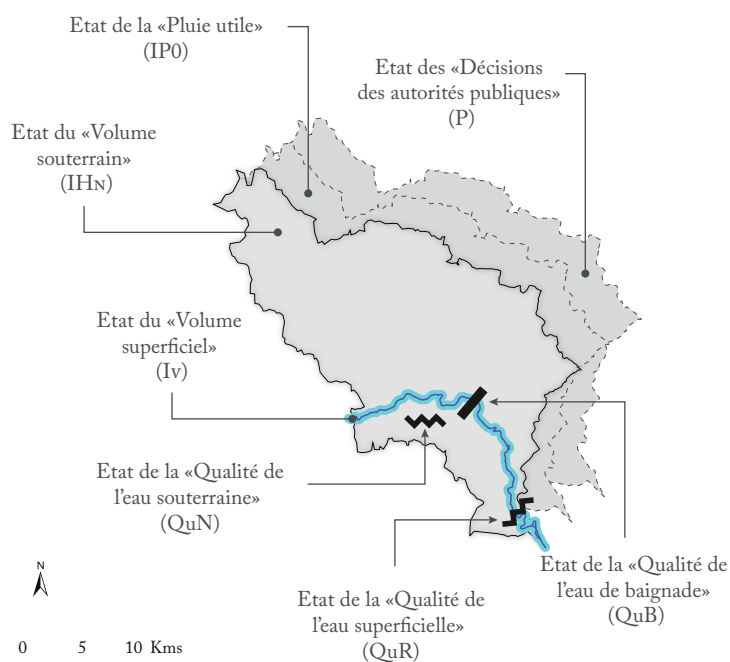 Etat de la «Pluie utile»
(IP0)
Etat des «Décisions
des autorités publiques»
(P)
Etat du «Volume
souterrain»
(IHN)
Etat du «Volume
superficiel»
(Iv)
Etat de la «Qualité de
l'eau souterraine»
(QuN)
Etat de la «Qualité de
l'eau superficielle»
(QuR)
Etat de la «Qualité de
l'eau de baignade»
(QuB)
N
0 5 10 Kms